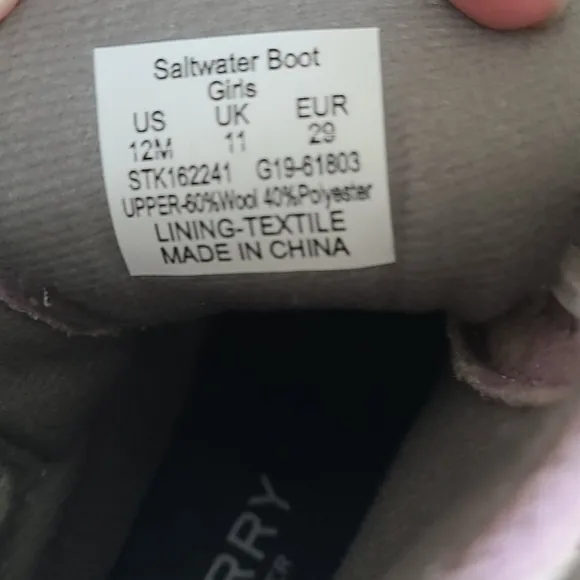 Saltwater Boot
Girls
US UK EUR
12M 11 29
STK162241 G19-61803
UPPER-60%Wool 40%Polyester
LINING-TEXTILE
MADE IN CHINA
RRY
ER